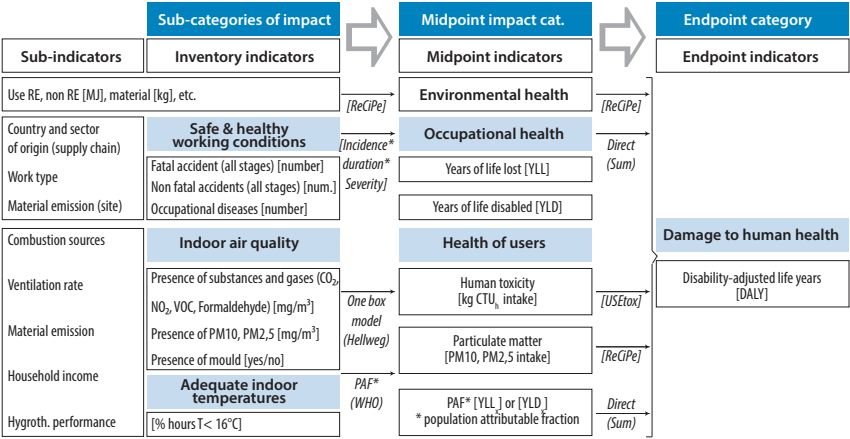 Sub-categories of impact
Midpoint impact cat.
Endpoint category
Sub-indicators
Inventory indicators
Midpoint indicators
Endpoint indicators
Use RE, non RE [MJ], material [kg], etc.
[ReCiPe]
Environmental health
[ReCiPe]
Country and sector
of origin (supply chain)
Work type
Material emission (site)
Safe & healthy
working conditions
Fatal accident (all stages) [number]
Non fatal accidents (all stages) [num.]
Occupational diseases [number]
[Incidence*
duration*
Severity]
Occupational health
Years of life lost [YLL]
Years of life disabled [YLD]
Direct
(Sum)
Combustion sources
Ventilation rate
Material emission
Household income
Hygroth. performance
Indoor air quality
Presence of substances and gases (CO₂,
NO₂, VOC, Formaldehyde) [mg/m³]
Presence of PM10, PM2,5 [mg/m³]
Presence of mould [yes/no]
Adequate indoor
temperatures
[% hours T< 16°C]
One box
model
(Hellweg)
PAF*
(WHO)
Health of users
Human toxicity
[kg CTUₕ intake]
Particulate matter
[PM10, PM2,5 intake]
PAF* [YLLₓ] or [YLDₓ]
* population attributable fraction
[USEtox]
[ReCiPe]
Direct
(Sum)
Damage to human health
Disability-adjusted life years
[DALY]